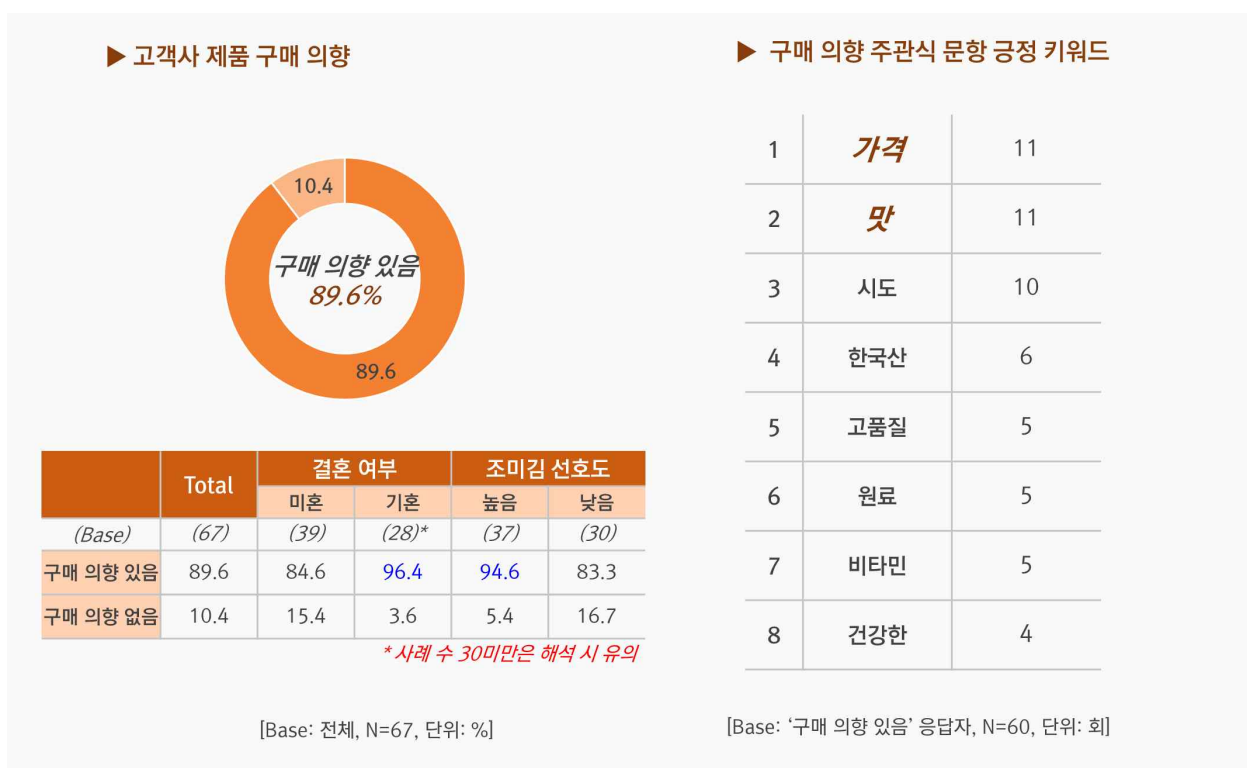 ▶ 고객사 제품 구매 의향
10.4
구매 의향 있음
89.6%
89.6
Total 결혼 여부 조미김 선호도
미혼 기혼 높음 낮음
(Base) (67) (39) (28)* (37) (30)
구매 의향 있음 89.6 84.6 96.4 94.6 83.3
구매 의향 없음 10.4 15.4 3.6 5.4 16.7
* 사례 수 30미만은 해석 시 유의
[Base: 전체, N=67, 단위: %]
▶ 구매 의향 주관식 문항 긍정 키워드
1 가격 11
2 맛 11
3 시도 10
4 한국산 6
5 고품질 5
6 원료 5
7 비타민 5
8 건강한 4
[Base: ‘구매 의향 있음’ 응답자, N=60, 단위: 회]